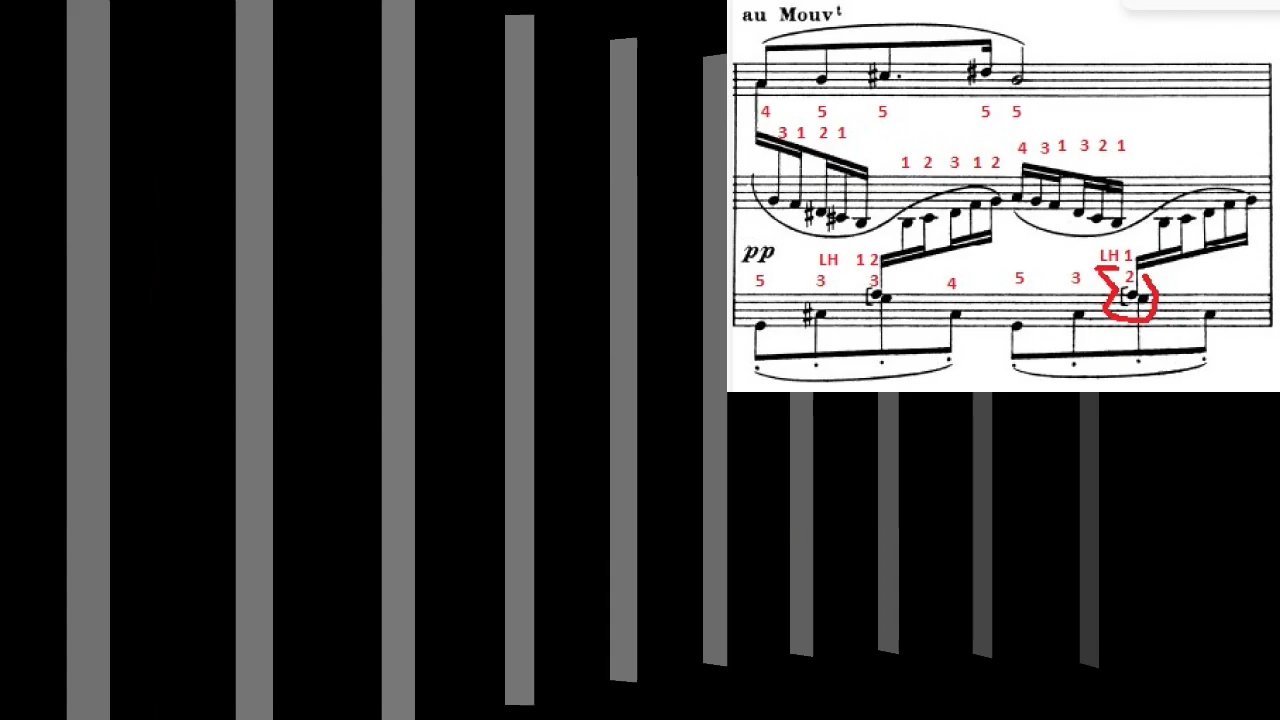 au Mouvt
4 5 5 5 5
3 1 2 1
1 2 3 1 2
4 3 1 3 2 1
pp
LH 1 2
LH 1
5 3 3 4 5 3 2